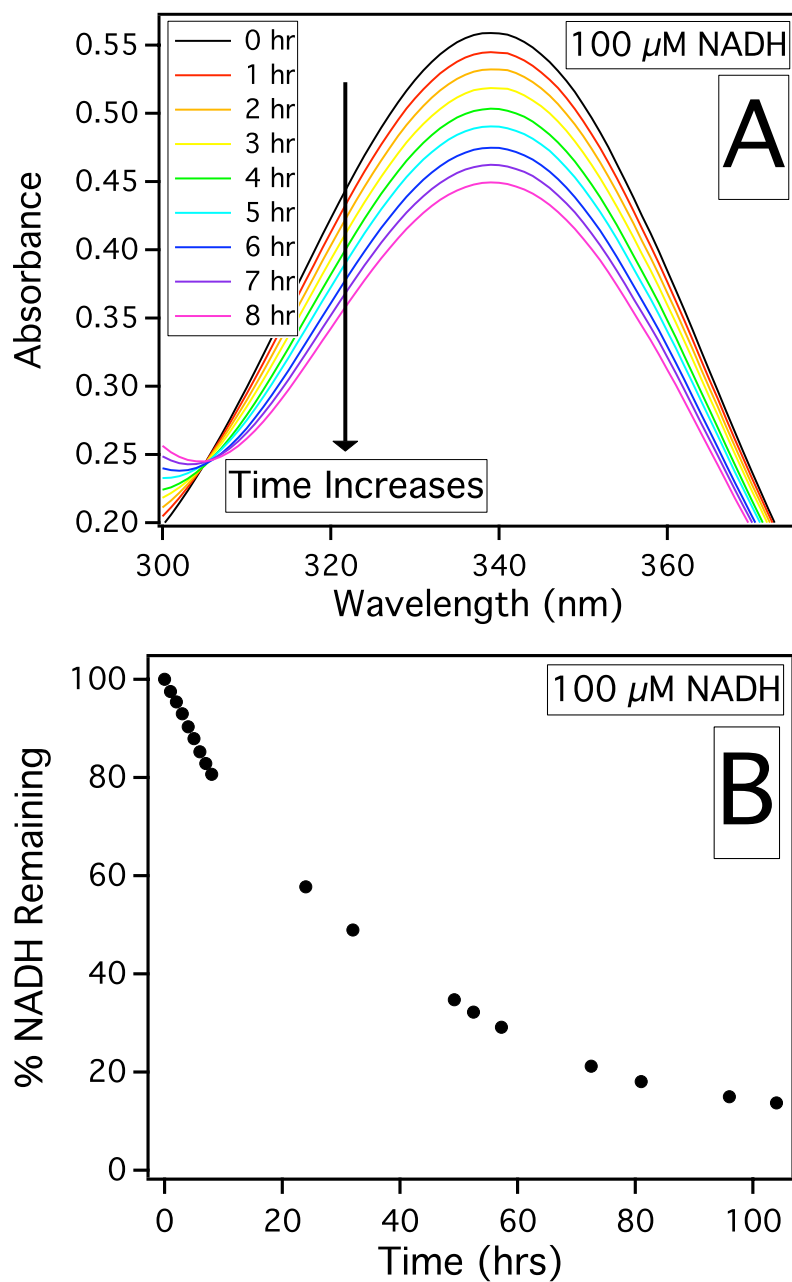 0.55
0.50
0.45
0.40
0.35
0.30
0.25
0.20
Absorbance
0 hr
1 hr
2 hr
3 hr
4 hr
5 hr
6 hr
7 hr
8 hr
100 µM NADH
A
Time Increases
300 320 340 360
Wavelength (nm)
100
80
60
40
20
0
% NADH Remaining
100 µM NADH
B
0 20 40 60 80 100
Time (hrs)